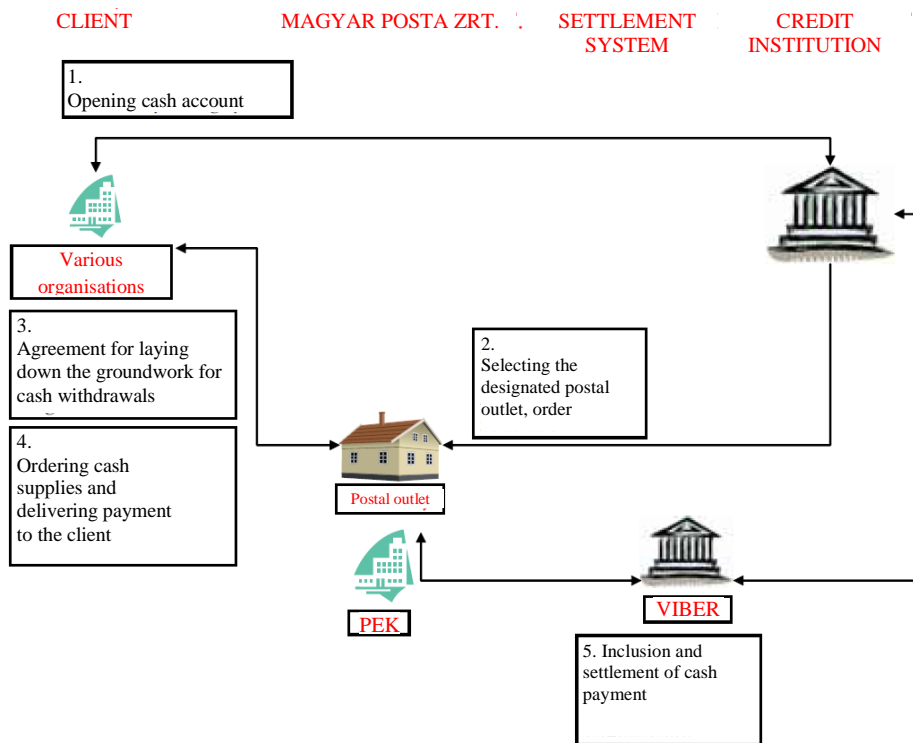 CLIENT
MAGYAR POSTA ZRT.
SETTLEMENT
SYSTEM
CREDIT
INSTITUTION
1.
Opening cash account
Various
organisations
3.
Agreement for laying
down the groundwork for
cash withdrawals
2.
Selecting the
designated postal
outlet, order
4.
Ordering cash
supplies and
delivering payment
to the client
Postal outlet
PEK
VIBER
5. Inclusion and
settlement of cash
payment